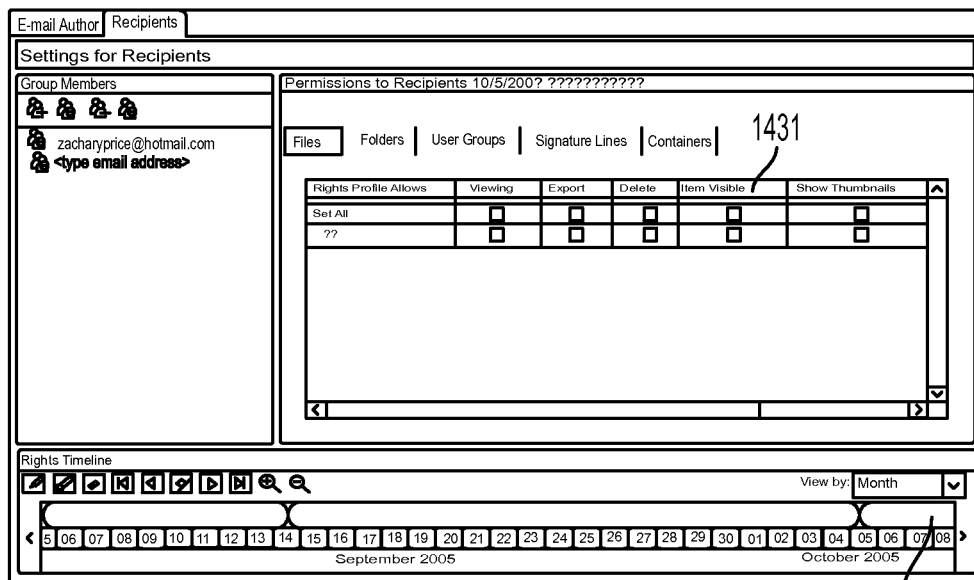 E-mail Author Recipients
Settings for Recipients
Group Members
zacharyprice@hotmail.com
<type email address>
Permissions to Recipients 10/5/200? ???????????
Files Folders User Groups Signature Lines Containers
1431
Rights Profile Allows Viewing Export Delete Item Visible Show Thumbnails
Set All
??
Rights Timeline
View by: Month
5 06 07 08 09 10 11 12 13 14 15 16 17 18 19 20 21 22 23 24 25 26 27 28 29 30 01 02 03 04 05 06 07 08
September 2005 October 2005